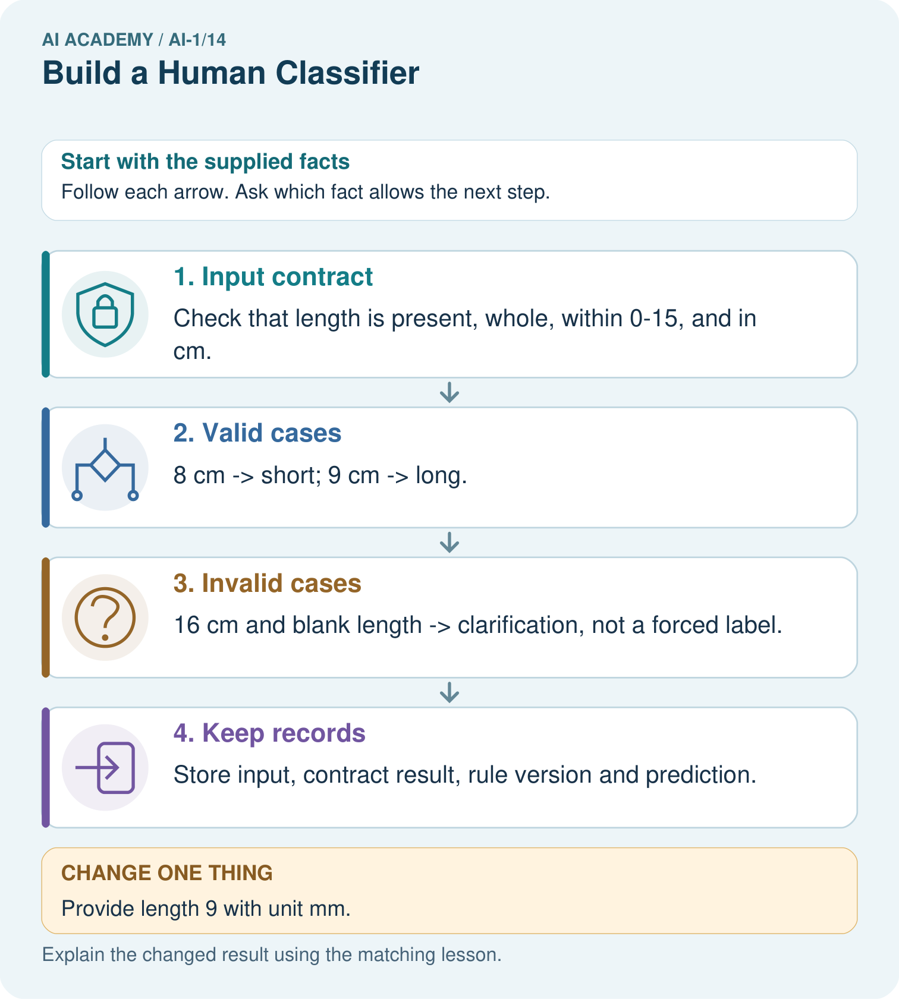 AI ACADEMY / AI-1/14
Build a Human Classifier
Start with the supplied facts
Follow each arrow. Ask which fact allows the next step.
1. Input contract
Check that length is present, whole, within 0-15, and in
cm.
2. Valid cases
8 cm -> short; 9 cm -> long.
3. Invalid cases
16 cm and blank length -> clarification, not a forced label.
4. Keep records
Store input, contract result, rule version and prediction.
CHANGE ONE THING
Provide length 9 with unit mm.
Explain the changed result using the matching lesson.